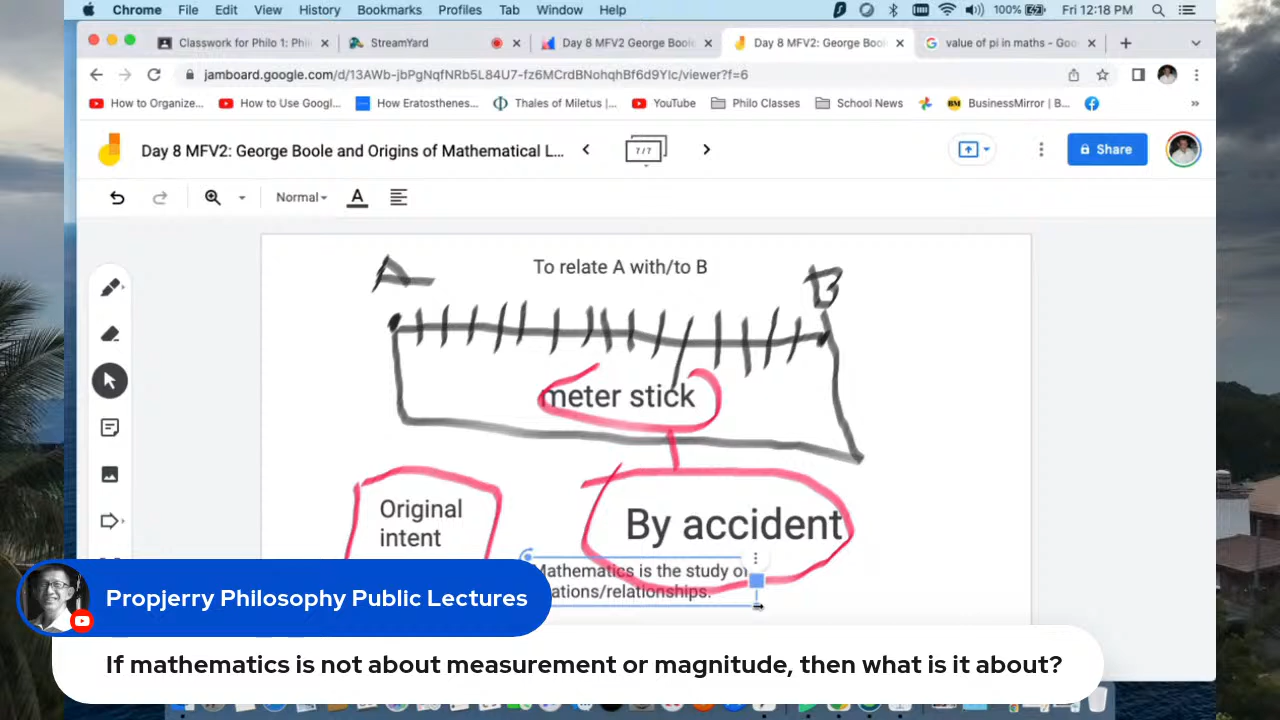 Chrome File Edit View History Bookmarks Profiles Tab Window Help 100% Fri 12:18 PM
Classwork for Philo 1: Phil StreamYard Day 8 MFV2 George Boole Day 8 MFV2: George Bool value of pi in maths - Goo
jamboard.google.com/d/13AWb-jbPgNqfNRb5L84U7-fz6MCrdBNohqhBf6d9YIc/viewer?f=6
How to Organize... How to Use Googl... How Eratosthenes... Thales of Miletus |... YouTube Philo Classes School News BM BusinessMirror | B... »
Day 8 MFV2: George Boole and Origins of Mathematical L... 7/7 Share
Normal A
To relate A with/to B
A B
meter stick
Original
intent
By accident
Mathematics is the study of
ations/relationships.
Propjerry Philosophy Public Lectures
If mathematics is not about measurement or magnitude, then what is it about?